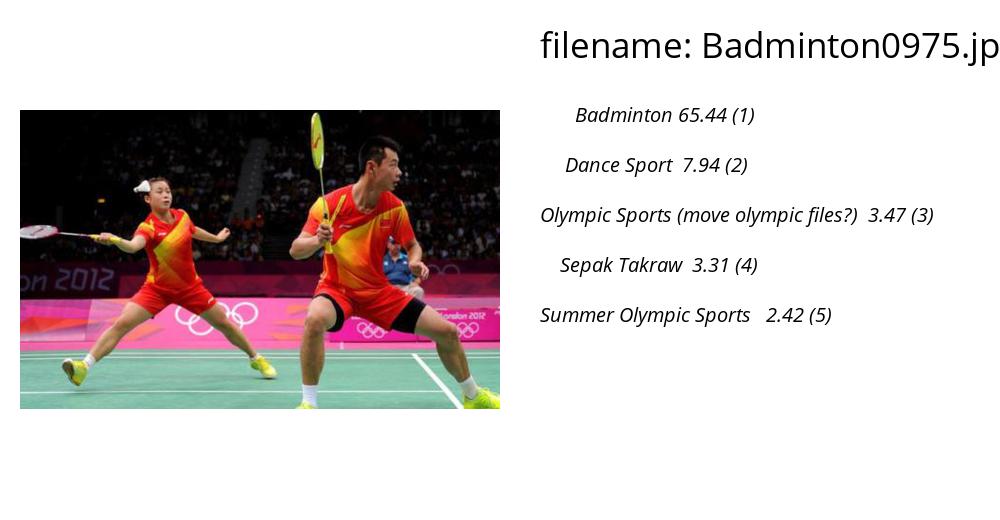 filename: Badminton0975.jp
Badminton 65.44 (1)
Dance Sport 7.94 (2)
Olympic Sports (move olympic files?) 3.47 (3)
Sepak Takraw 3.31 (4)
Summer Olympic Sports 2.42 (5)
on 2012
London 2012